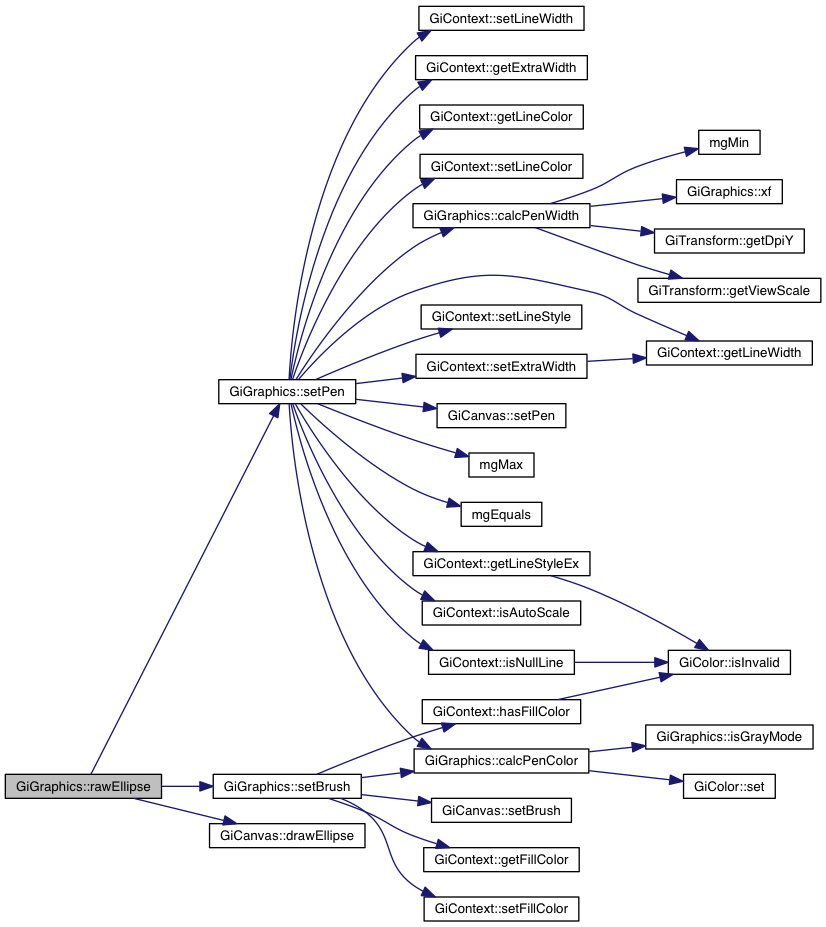 GiContext::setLineWidth
GiContext::getExtraWidth
GiContext::getLineColor
mgMin
GiContext::setLineColor
GiGraphics::xf
GiGraphics::calcPenWidth
GiTransform::getDpiY
GiTransform::getViewScale
GiContext::setLineStyle
GiContext::getLineWidth
GiContext::setExtraWidth
GiGraphics::setPen
GiCanvas::setPen
mgMax
mgEquals
GiContext::getLineStyleEx
GiContext::isAutoScale
GiContext::isNullLine
GiColor::isInvalid
GiContext::hasFillColor
GiGraphics::isGrayMode
GiGraphics::calcPenColor
GiGraphics::rawEllipse
GiGraphics::setBrush
GiColor::set
GiCanvas::setBrush
GiCanvas::drawEllipse
GiContext::getFillColor
GiContext::setFillColor